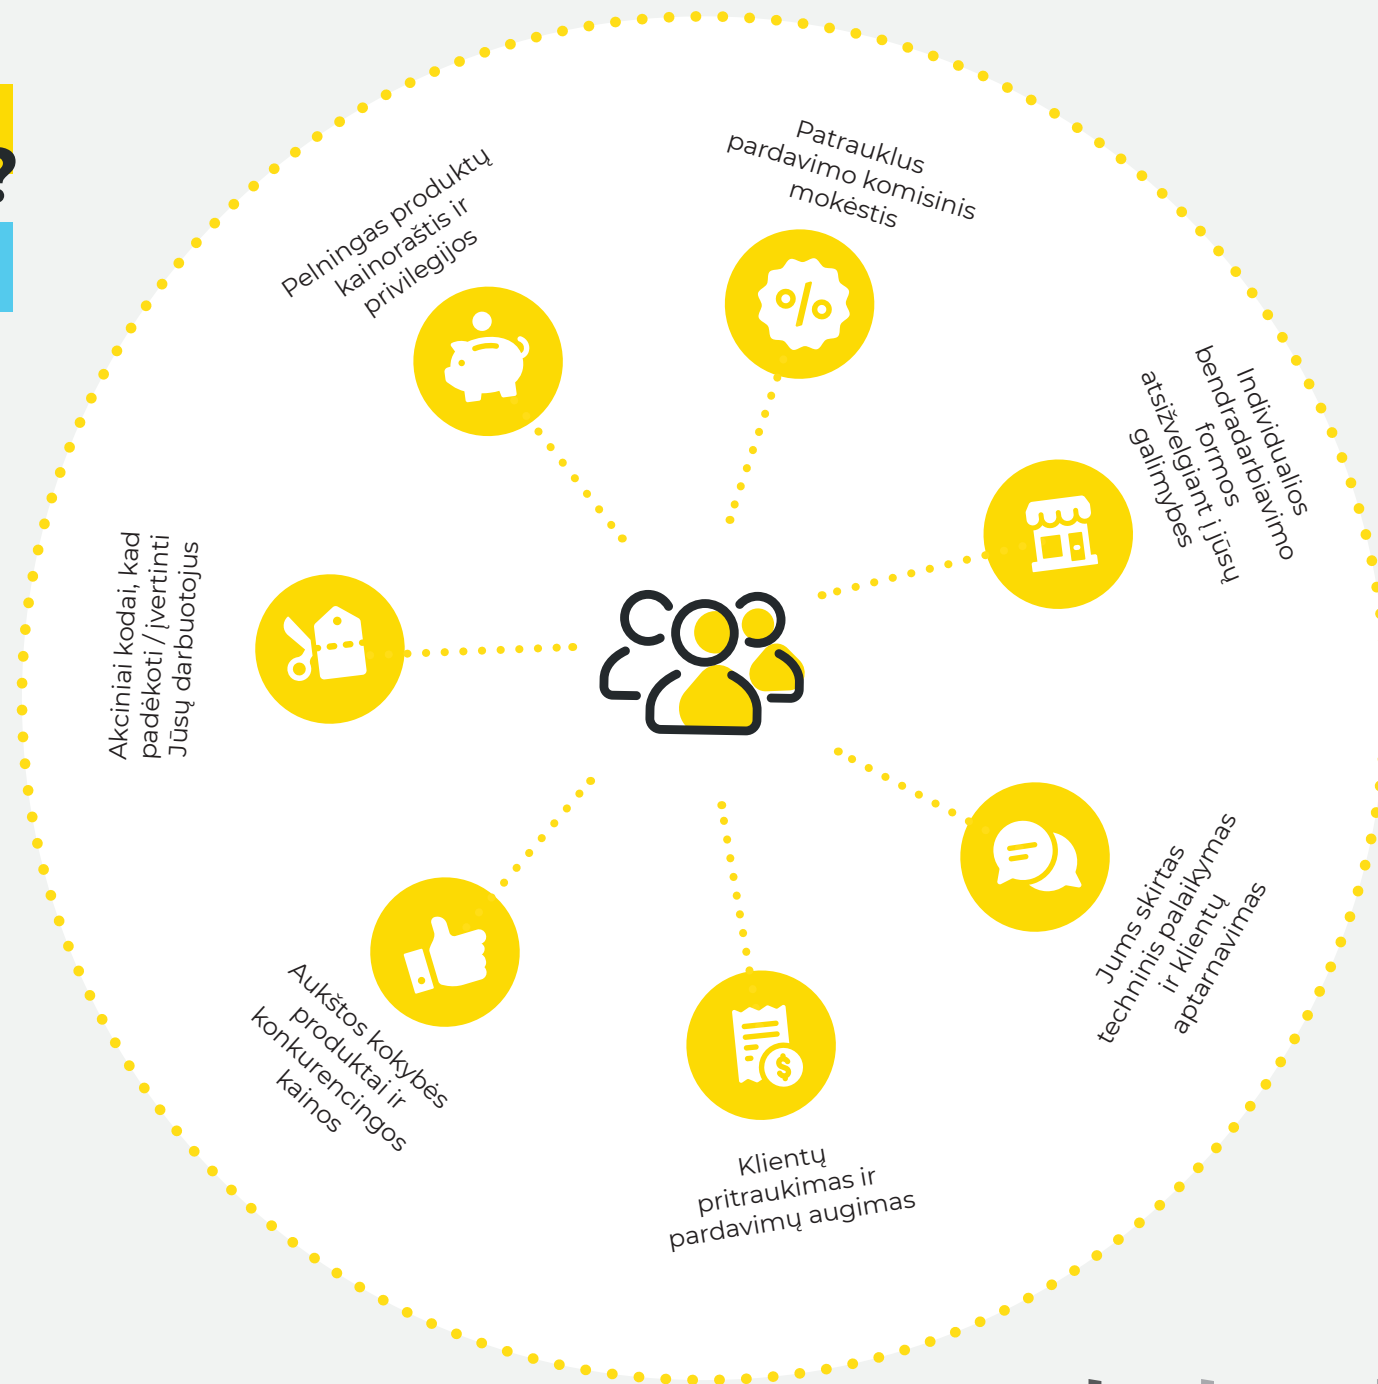 ?
Patrauklus
pardavimo komisinis
mokėstis
Individualios
bendradarbiavimo
formos
atsižvelgiant į jūsų
galimybes
Jums skirtas
techninis palaikymas
ir klientų
aptarnavimas
Klientų
pritraukimas ir
pardavimų augimas
Aukštos kokybės
produktai ir
konkurencingos
kainos
Akciniai kodai, kad
padėkoti / įvertinti
Jūsų darbuotojus
Pelningas produktų
kainoraštis ir
privilegijos